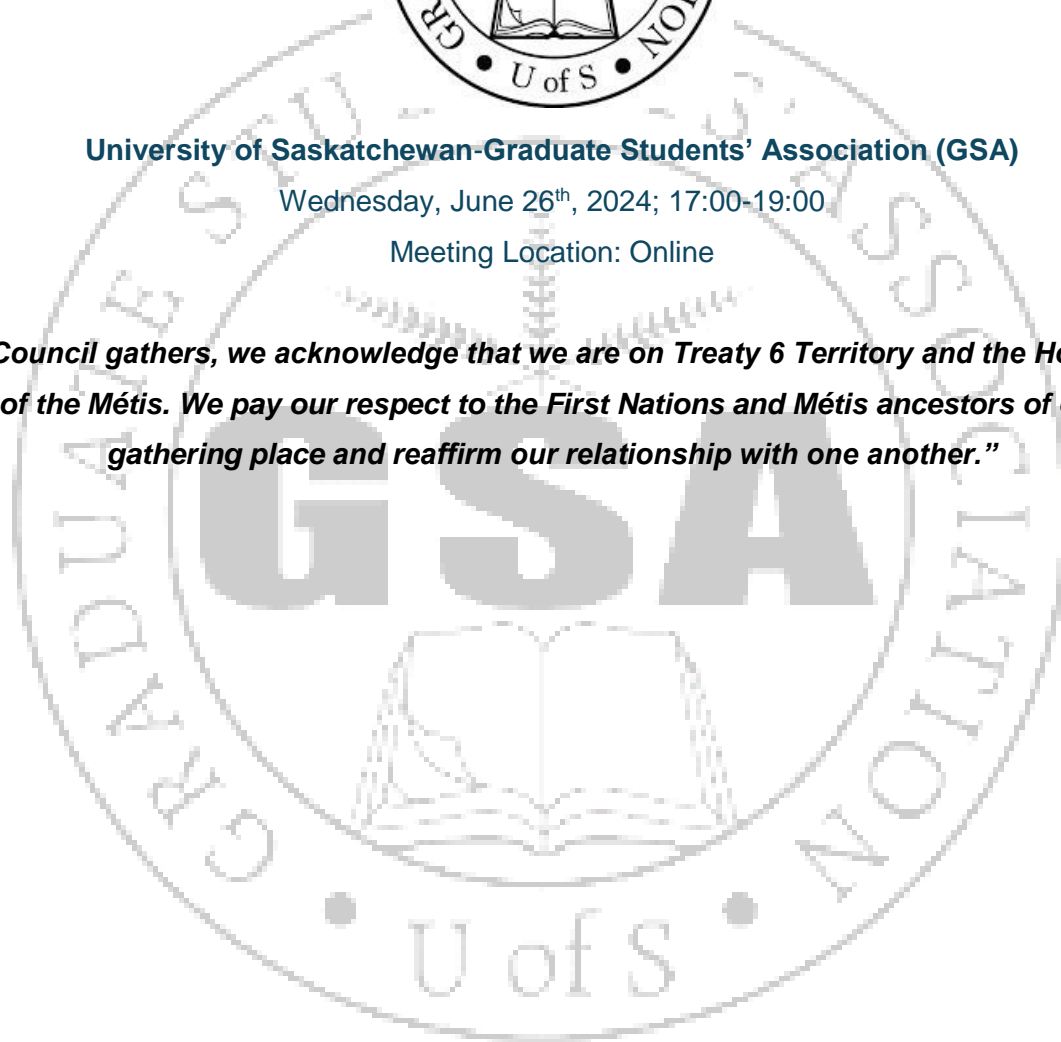 U of S
University of Saskatchewan-Graduate Students’ Association (GSA)
Wednesday, June 26th, 2024; 17:00-19:00
Meeting Location: Online
Council gathers, we acknowledge that we are on Treaty 6 Territory and the
of the Métis. We pay our respect to the First Nations and Métis ancestors of
gathering place and reaffirm our relationship with one another.”
GRADUATE STU S' ASSOCIATION
GSA
U of S